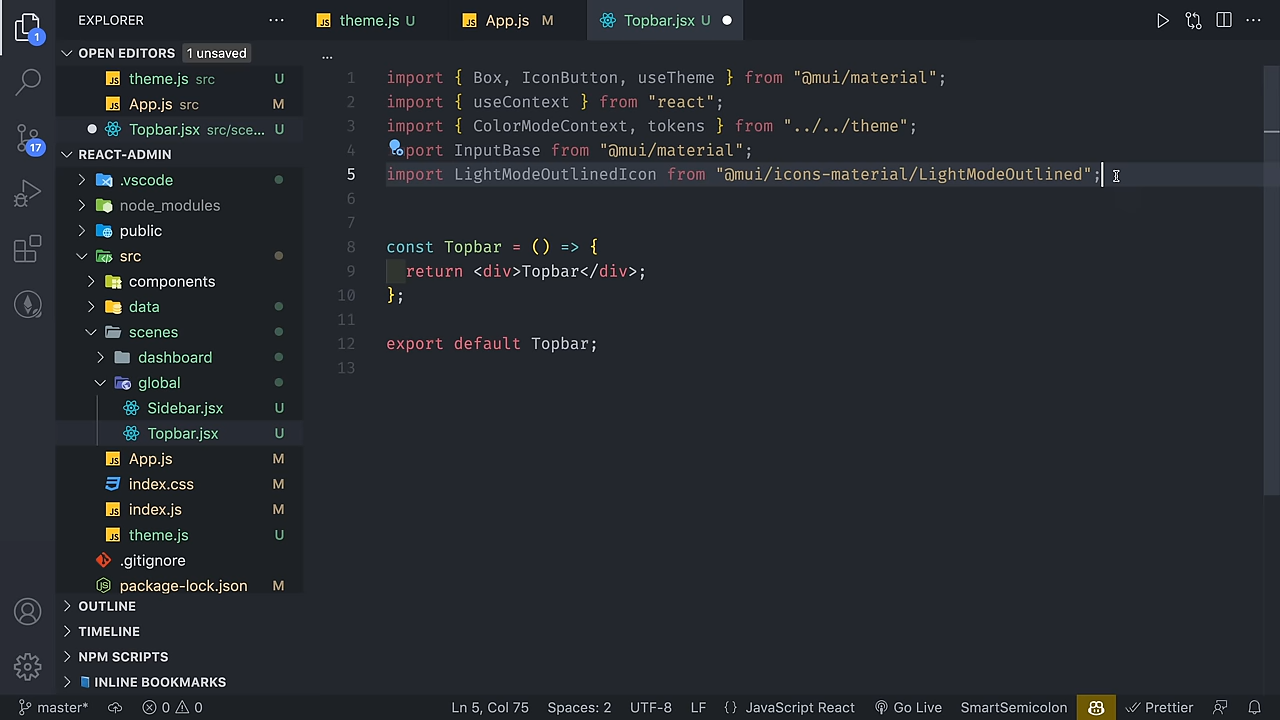 EXPLORER
theme.js U
App.js M
Topbar.jsx U
OPEN EDITORS 1 unsaved
theme.js src U
App.js src M
Topbar.jsx src/sce... U
REACT-ADMIN
.vscode
node_modules
public
src
components
data
scenes
dashboard
global
Sidebar.jsx U
Topbar.jsx U
App.js M
index.css M
index.js M
theme.js U
.gitignore
package-lock.json M
OUTLINE
TIMELINE
NPM SCRIPTS
INLINE BOOKMARKS
1
17
...
1 import { Box, IconButton, useTheme } from "@mui/material";
2 import { useContext } from "react";
3 import { ColorModeContext, tokens } from "../../theme";
4 port InputBase from "@mui/material";
5 import LightModeOutlinedIcon from "@mui/icons-material/LightModeOutlined";
6
7
8 const Topbar = () => {
9 return <div>Topbar</div>;
10 };
11
12 export default Topbar;
13
master* 0 0 Ln 5, Col 75 Spaces: 2 UTF-8 LF {} JavaScript React Go Live SmartSemicolon Prettier